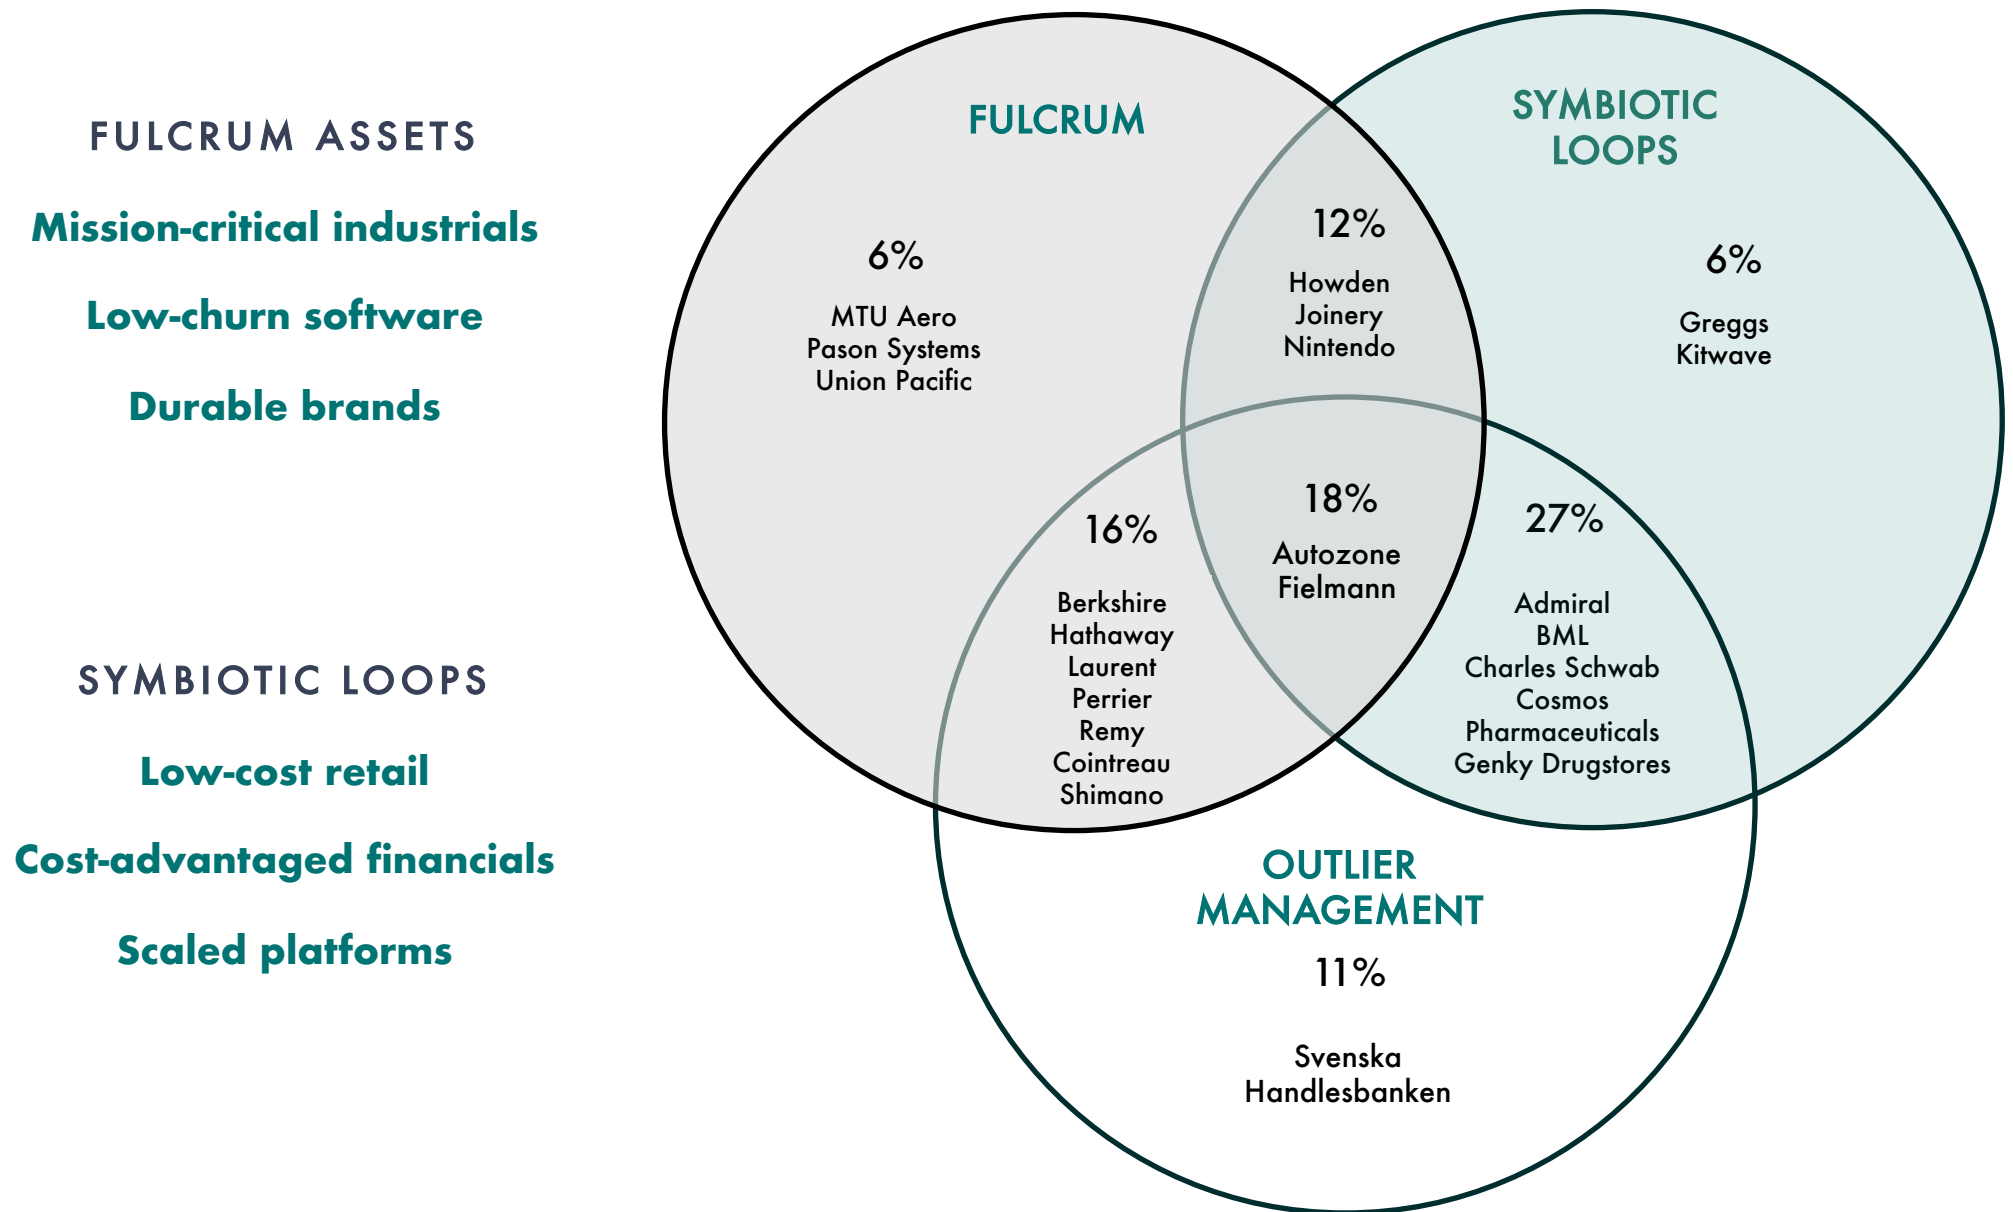 FULCRUM ASSETS
Mission-critical industrials
Low-churn software
Durable brands
SYMBIOTIC LOOPS
Low-cost retail
Cost-advantaged financials
Scaled platforms
FULCRUM
6%
MTU Aero
Pason Systems
Union Pacific
12%
Howden
Joinery
Nintendo
SYMBIOTIC
LOOPS
6%
Greggs
Kitwave
16%
Berkshire
Hathaway
Laurent
Perrier
Remy
Cointreau
Shimano
18%
Autozone
Fielmann
27%
Admiral
BML
Charles Schwab
Cosmos
Pharmaceuticals
Genky Drugstores
OUTLIER
MANAGEMENT
11%
Svenska
Handlesbanken